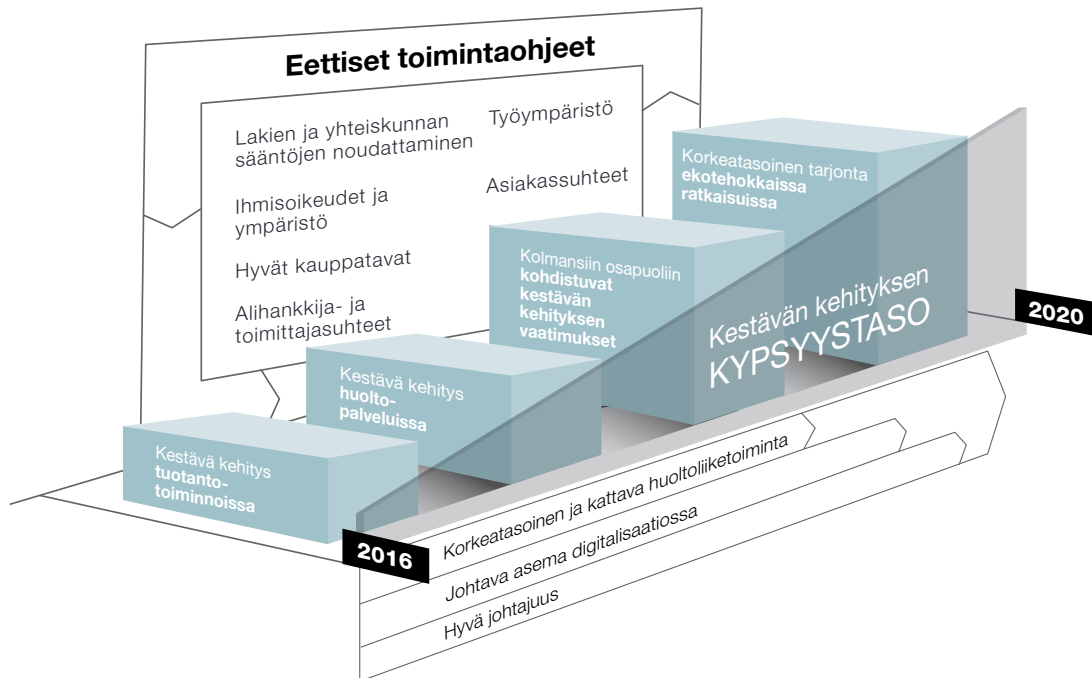 Eettiset toimintaohjeet
Lakien ja yhteiskunnan
sääntöjen noudattaminen
Ihmisoikeudet ja
ympäristö
Hyvät kauppatavat
Alihankkija- ja
toimittajasuhteet
Työympäristö
Asiakassuhteet
Kestävä kehitys
tuotanto-
toiminnoissa
Kestävä kehitys
huolto-
palveluissa
Kolmansiin osapuoliin
kohdistuvat
kestävän
kehityksen
vaatimukset
Korkeatasoinen tarjonta
ekotehokkaissa
ratkaisuissa
Kestävän kehityksen
KYPSYYSTASO
2016
2020
Korkeatasoinen ja kattava huoltoliiketoiminta
Johtava asema digitalisaatiossa
Hyvä johtajuus